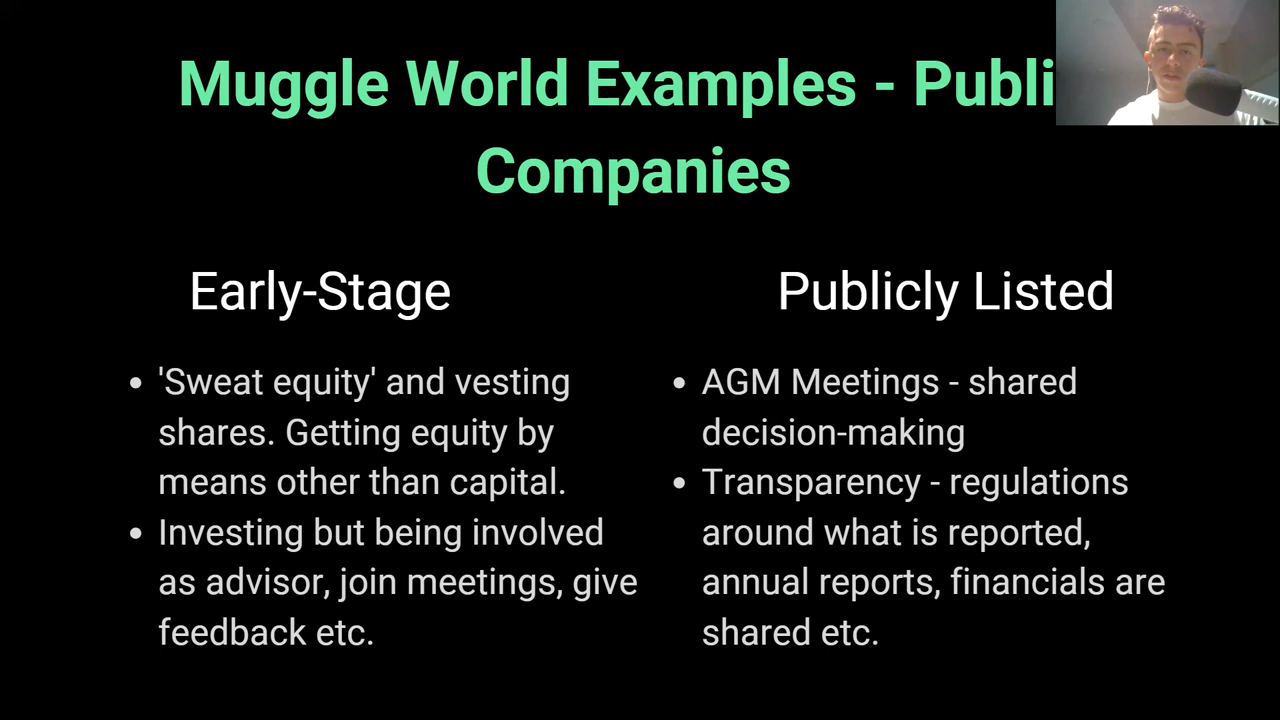 Muggle World Examples - Publi
Companies
Early-Stage
'Sweat equity' and vesting
shares. Getting equity by
means other than capital.
Investing but being involved
as advisor, join meetings, give
feedback etc.
Publicly Listed
AGM Meetings - shared
decision-making
Transparency - regulations
around what is reported,
annual reports, financials are
shared etc.